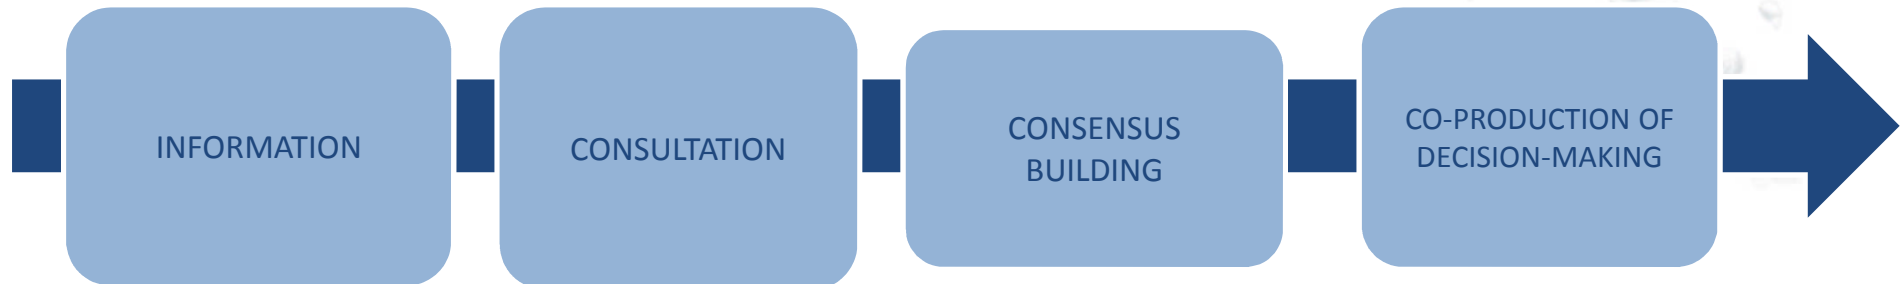 INFORMATION
CONSULTATION
CONSENSUS
BUILDING
CO-PRODUCTION OF
DECISION-MAKING